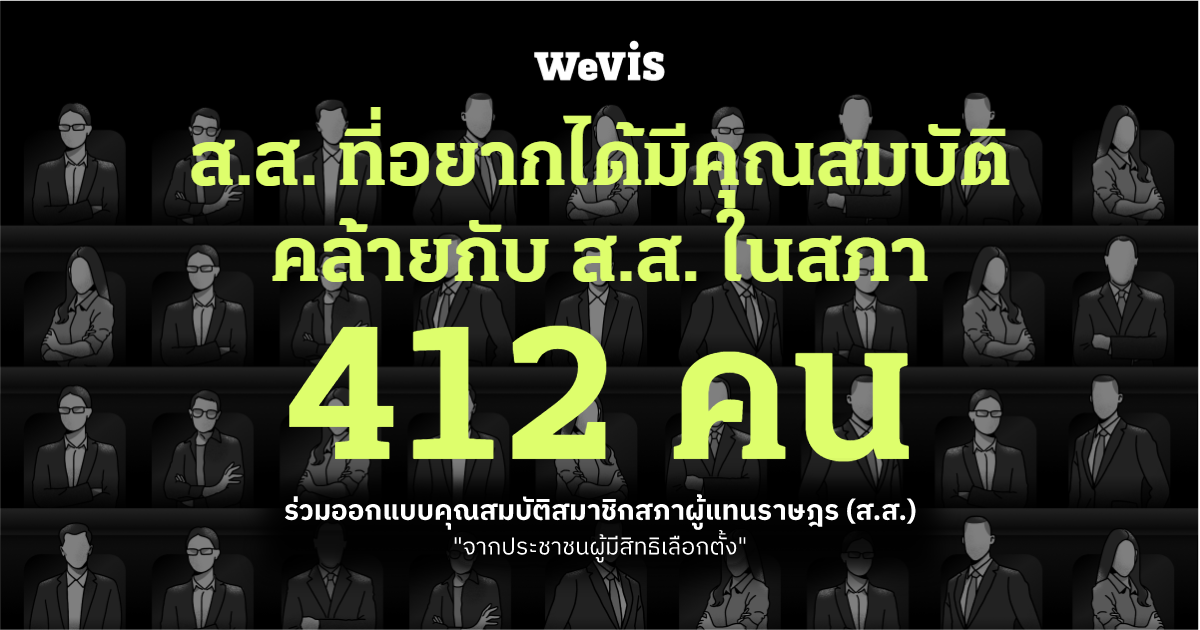 WeVIS
ส.ส. ที่อยากได้มีคุณสมบัติ
คล้ายกับ ส.ส. ในสภา
412 คน
ร่วมออกแบบคุณสมบัติสมาชิกสภาผู้แทนราษฎร (ส.ส.)
"จากประชาชนผู้มีสิทธิเลือกตั้ง"